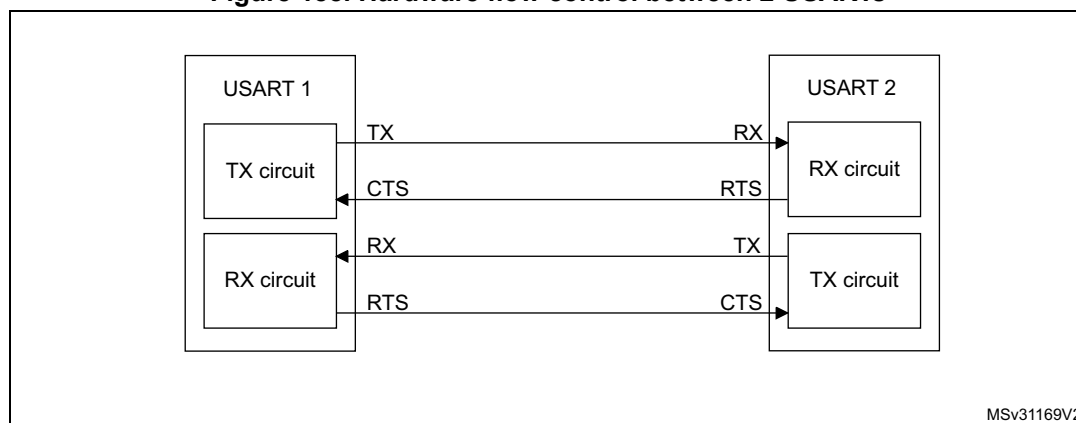 USART 1
USART 2
TX
RX
TX circuit
RX circuit
CTS
RTS
RX
TX
RX circuit
TX circuit
RTS
CTS
MSv31169V2